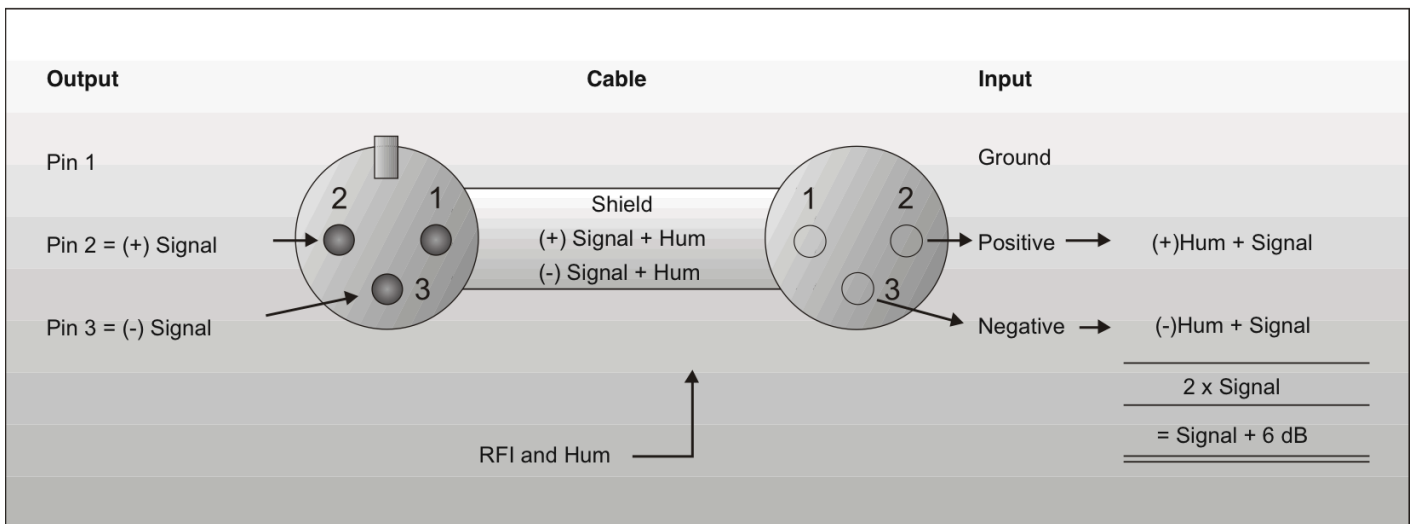 Output
Cable
Input
Pin 1
Ground
2
1
Shield
1
2
Pin 2 = (+) Signal
(+) Signal + Hum
Positive
(+)Hum + Signal
(-) Signal + Hum
3
3
Pin 3 = (-) Signal
Negative
(-)Hum + Signal
2 x Signal
= Signal + 6 dB
RFI and Hum